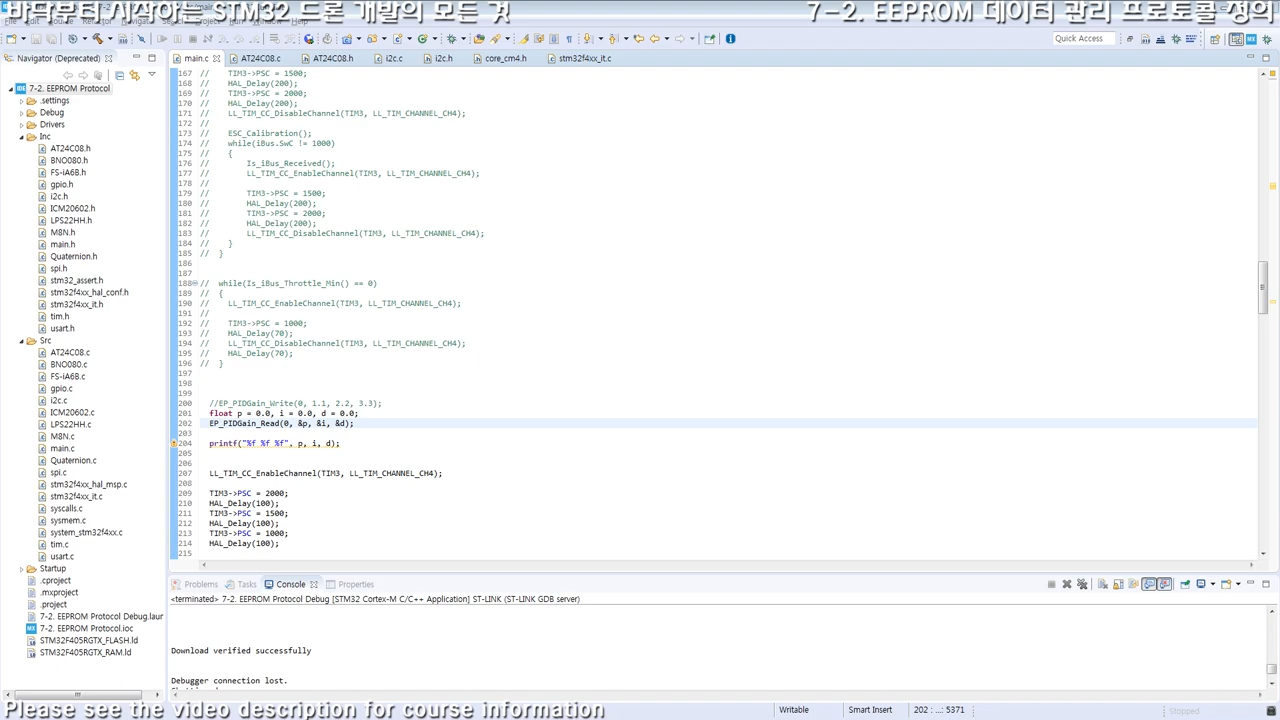 바닥부터 시작하는 STM32 드론 개발의 모든 것
7-2. EEPROM 데이터 관리 프로토콜 정의
Quick Access
Navigator (Deprecated)
main.c
AT24C08.c
AT24C08.h
i2c.c
i2c.h
core_cm4.h
stm32f4xx_it.c
7-2. EEPROM Protocol
.settings
Debug
Drivers
Inc
AT24C08.h
BNO080.h
FS-iA6B.h
gpio.h
i2c.h
ICM20602.h
LPS22HH.h
M8N.h
main.h
Quaternion.h
spi.h
stm32_assert.h
stm32f4xx_hal_conf.h
stm32f4xx_it.h
tim.h
usart.h
Src
AT24C08.c
BNO080.c
FS-iA6B.c
gpio.c
i2c.c
ICM20602.c
LPS22HH.c
M8N.c
main.c
Quaternion.c
spi.c
stm32f4xx_hal_msp.c
stm32f4xx_it.c
syscalls.c
sysmem.c
system_stm32f4xx.c
tim.c
usart.c
Startup
.cproject
.mxproject
.project
7-2. EEPROM Protocol Debug.laur
7-2. EEPROM Protocol.ioc
STM32F405RGTX_FLASH.ld
STM32F405RGTX_RAM.ld
167 // TIM3->PSC = 1500;
168 // HAL_Delay(200);
169 // TIM3->PSC = 2000;
170 // HAL_Delay(200);
171 // LL_TIM_CC_DisableChannel(TIM3, LL_TIM_CHANNEL_CH4);
172 //
173 // ESC_Calibration();
174 // while(iBus.SwC != 1000)
175 // {
176 // Is_iBus_Received();
177 // LL_TIM_CC_EnableChannel(TIM3, LL_TIM_CHANNEL_CH4);
178 //
179 // TIM3->PSC = 1500;
180 // HAL_Delay(200);
181 // TIM3->PSC = 2000;
182 // HAL_Delay(200);
183 // LL_TIM_CC_DisableChannel(TIM3, LL_TIM_CHANNEL_CH4);
184 // }
185 // }
186
187
188 // while(Is_iBus_Throttle_Min() == 0)
189 // {
190 // LL_TIM_CC_EnableChannel(TIM3, LL_TIM_CHANNEL_CH4);
191 //
192 // TIM3->PSC = 1000;
193 // HAL_Delay(70);
194 // LL_TIM_CC_DisableChannel(TIM3, LL_TIM_CHANNEL_CH4);
195 // HAL_Delay(70);
196 // }
197
198
199
200 //EP_PIDGain_Write(0, 1.1, 2.2, 3.3);
201 float p = 0.0, i = 0.0, d = 0.0;
202 EP_PIDGain_Read(0, &p, &i, &d);
203
204 printf("%f %f %f", p, i, d);
205
206
207 LL_TIM_CC_EnableChannel(TIM3, LL_TIM_CHANNEL_CH4);
208
209 TIM3->PSC = 2000;
210 HAL_Delay(100);
211 TIM3->PSC = 1500;
212 HAL_Delay(100);
213 TIM3->PSC = 1000;
214 HAL_Delay(100);
215
Problems
Tasks
Console
Properties
<terminated> 7-2. EEPROM Protocol Debug [STM32 Cortex-M C/C++ Application] ST-LINK (ST-LINK GDB server)
Download verified successfully
Debugger connection lost.
Please see the video description for course information
Writable
Smart Insert
202 : ...: 5371
Stopped